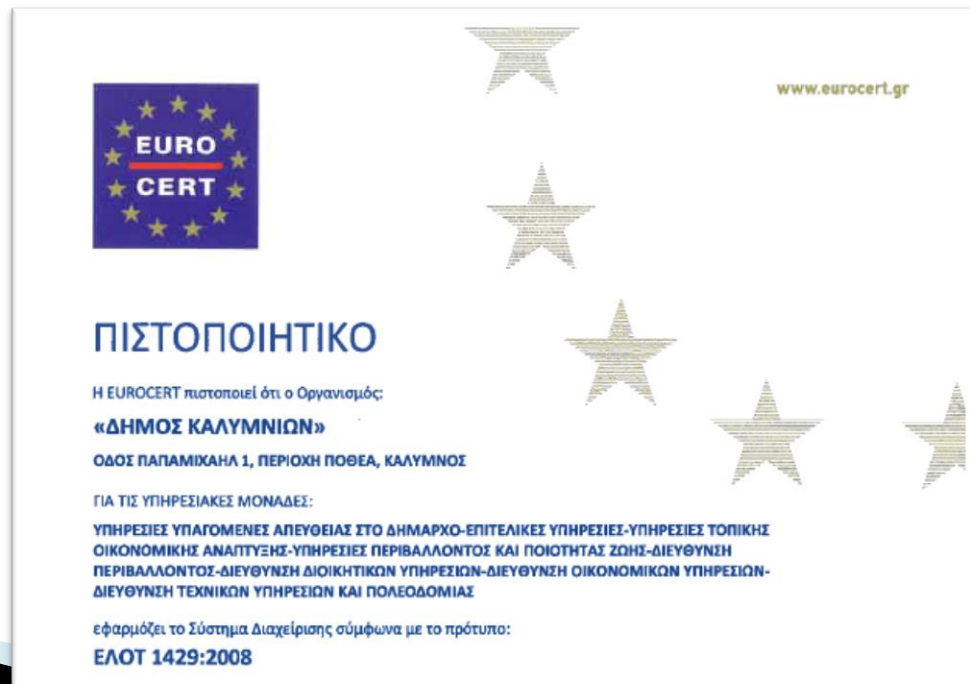 www.eurocert.gr
EURO
CERT
ΠΙΣΤΟΠΟΙΗΤΙΚΟ
Η EUROCERT πιστοποιεί ότι ο Οργανισμός:
«ΔΗΜΟΣ ΚΑΛΥΜΝΙΩΝ»
ΟΔΟΣ ΠΑΠΑΜΙΧΑΗΛ 1, ΠΕΡΙΟΧΗ ΠΟΘΕΑ, ΚΑΛΥΜΝΟΣ
ΓΙΑ ΤΙΣ ΥΠΗΡΕΣΙΑΚΕΣ ΜΟΝΑΔΕΣ:
ΥΠΗΡΕΣΙΕΣ ΥΠΑΓΟΜΕΝΕΣ ΑΠΕΥΘΕΙΑΣ ΣΤΟ ΔΗΜΑΡΧΟ-ΕΠΙΤΕΛΙΚΕΣ ΥΠΗΡΕΣΙΕΣ-ΥΠΗΡΕΣΙΕΣ ΤΟΠΙΚΗΣ
ΟΙΚΟΝΟΜΙΚΗΣ ΑΝΑΠΤΥΞΗΣ-ΥΠΗΡΕΣΙΕΣ ΠΕΡΙΒΑΛΛΟΝΤΟΣ ΚΑΙ ΠΟΙΟΤΗΤΑΣ ΖΩΗΣ-ΔΙΕΥΘΥΝΣΗ
ΠΕΡΙΒΑΛΛΟΝΤΟΣ-ΔΙΕΥΘΥΝΣΗ ΔΙΟΙΚΗΤΙΚΩΝ ΥΠΗΡΕΣΙΩΝ-ΔΙΕΥΘΥΝΣΗ ΟΙΚΟΝΟΜΙΚΩΝ ΥΠΗΡΕΣΙΩΝ-
ΔΙΕΥΘΥΝΣΗ ΤΕΧΝΙΚΩΝ ΥΠΗΡΕΣΙΩΝ ΚΑΙ ΠΟΛΕΟΔΟΜΙΑΣ
εφαρμόζει το Σύστημα Διαχείρισης σύμφωνα με το πρότυπο:
ΕΛΟΤ 1429:2008